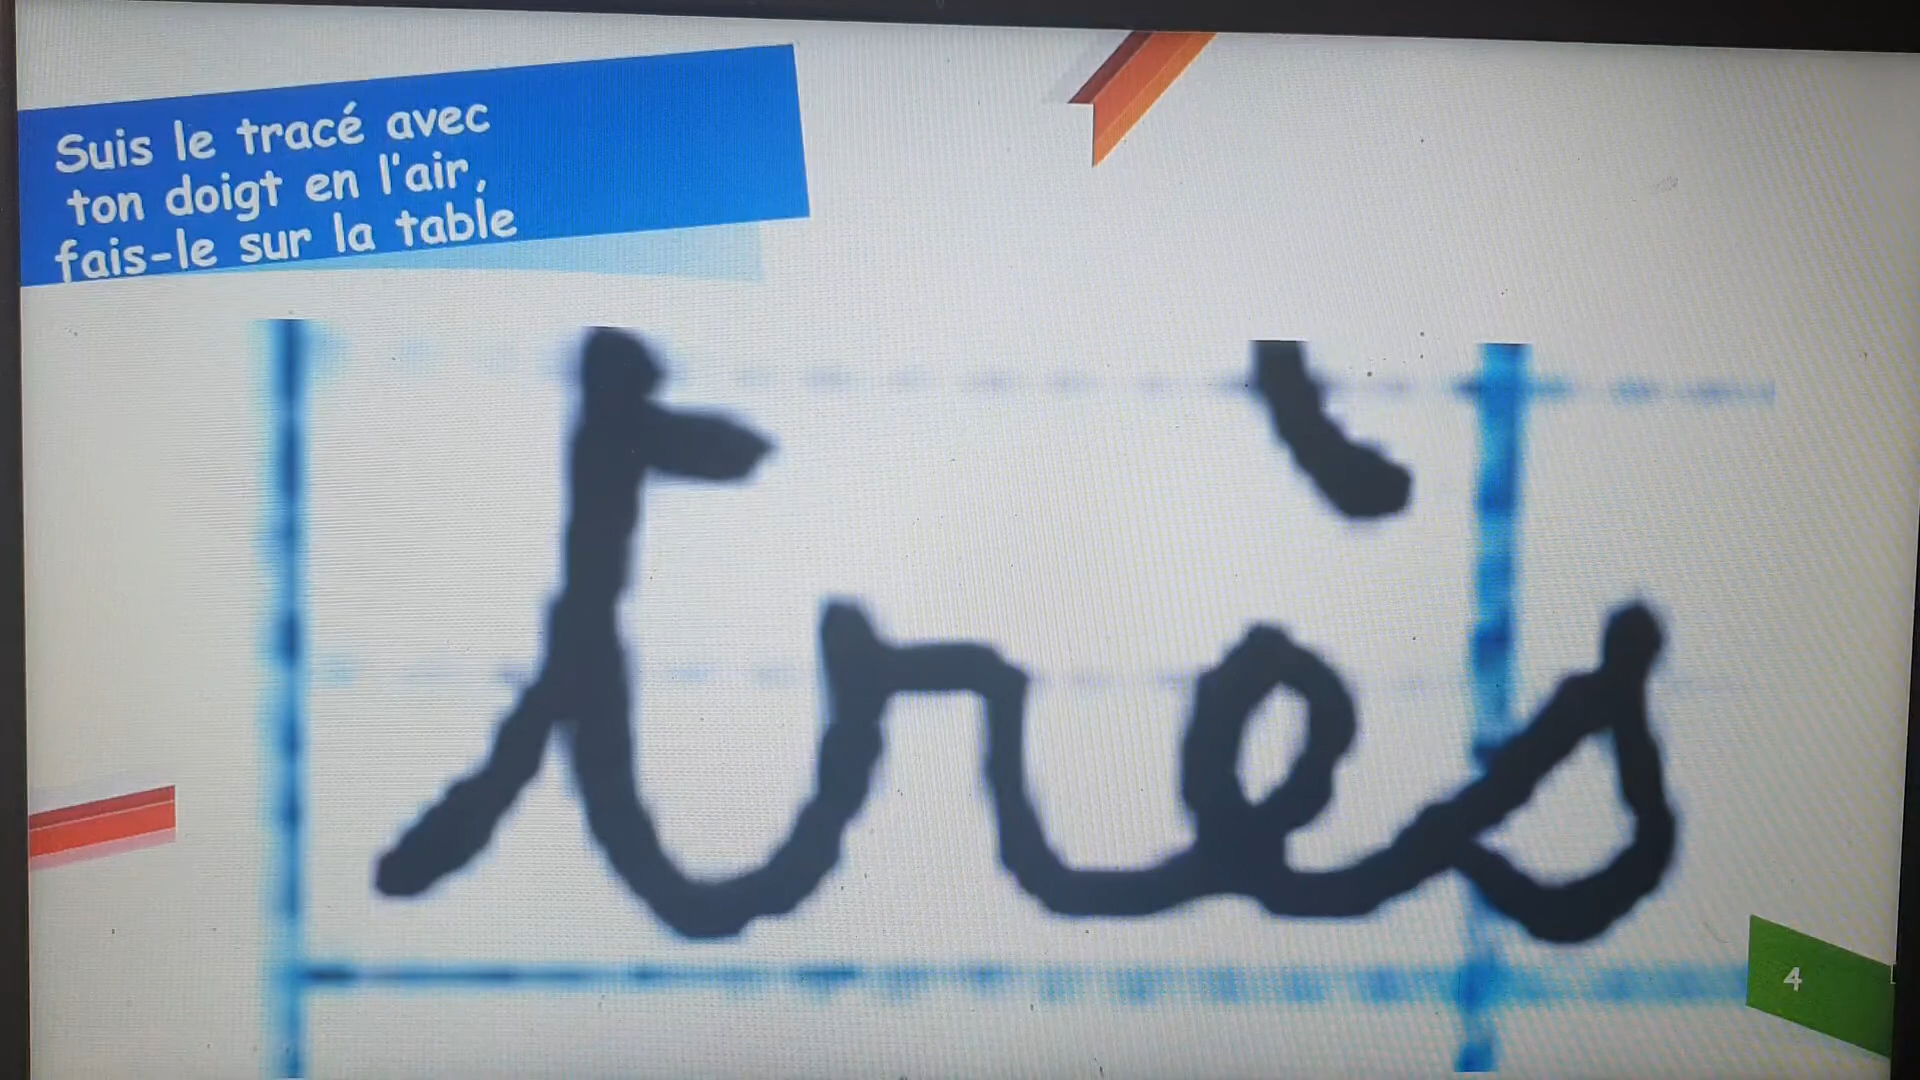 Suis le tracé avec
ton doigt en l'air,
fais-le sur la table
très
4